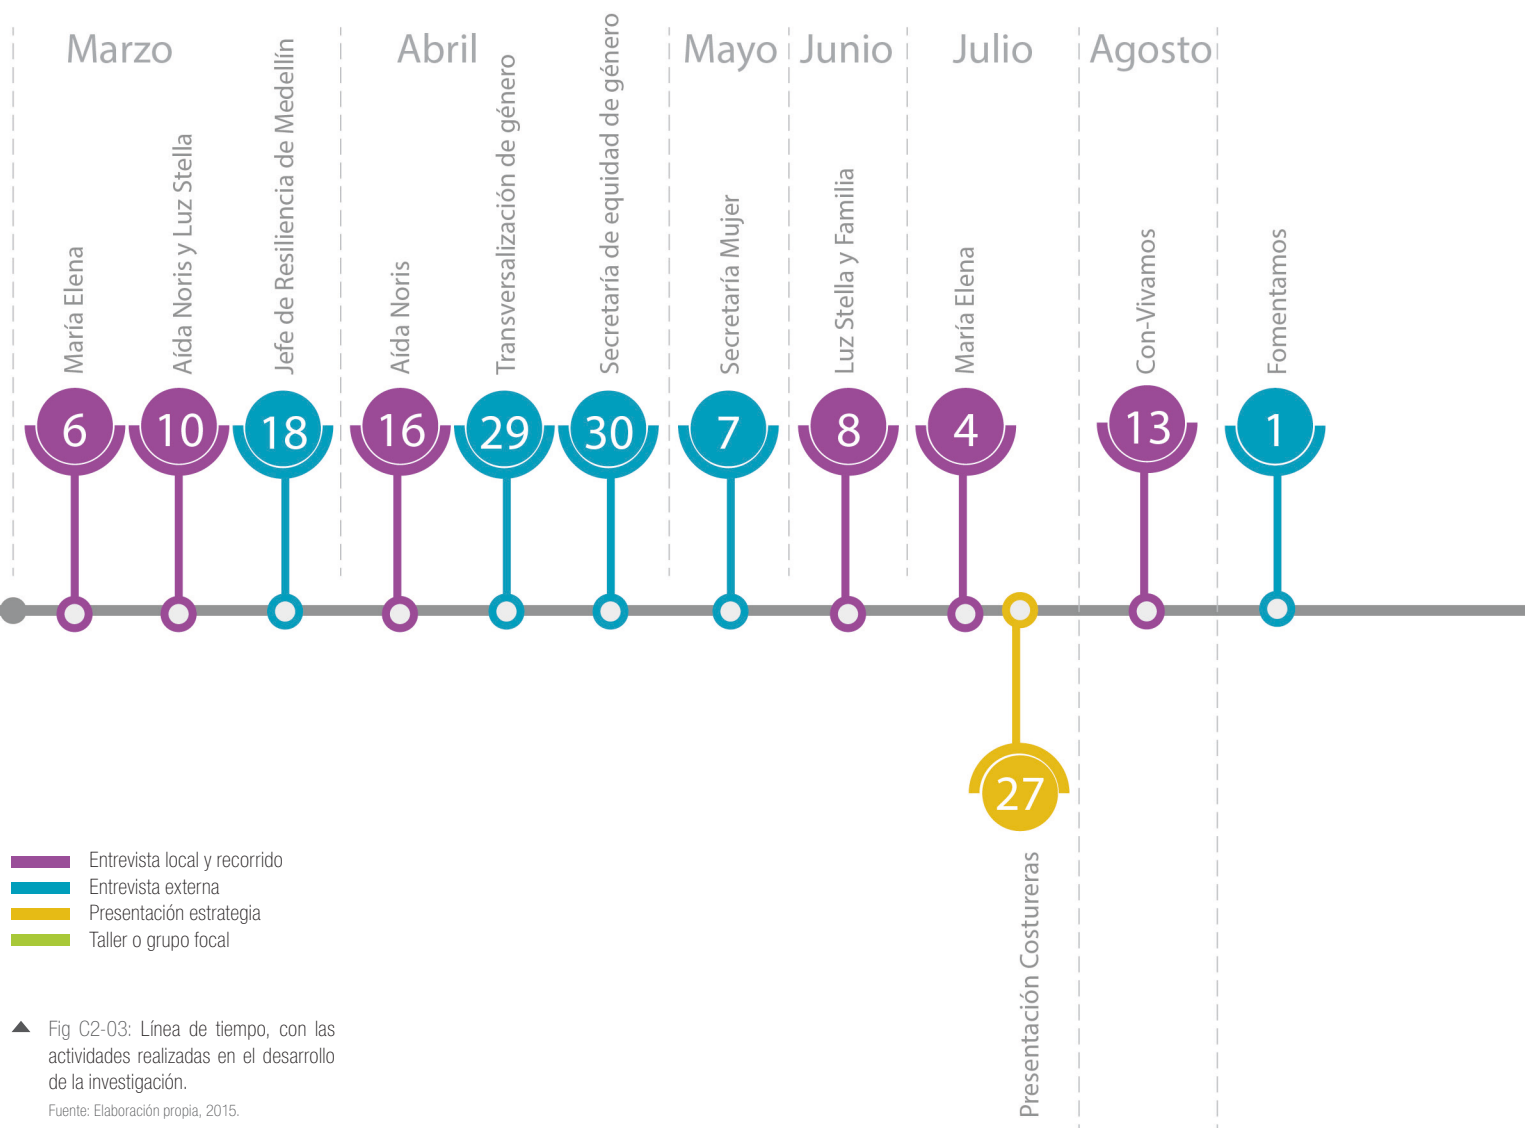 Marzo
Abril
Mayo
Junio
Julio
Agosto
María Elena
Aída Noris y Luz Stella
Jefe de Resiliencia de Medellín
Aída Noris
Transversalización de género
Secretaría de equidad de género
Secretaría Mujer
Luz Stella y Familia
María Elena
Con-Vivamos
Fomentamos
6
10
18
16
29
30
7
8
4
13
1
27
Presentación Costureras
Entrevista local y recorrido
Entrevista externa
Presentación estrategia
Taller o grupo focal
Fig C2-03: Línea de tiempo, con las
actividades realizadas en el desarrollo
de la investigación.
Fuente: Elaboración propia, 2015.